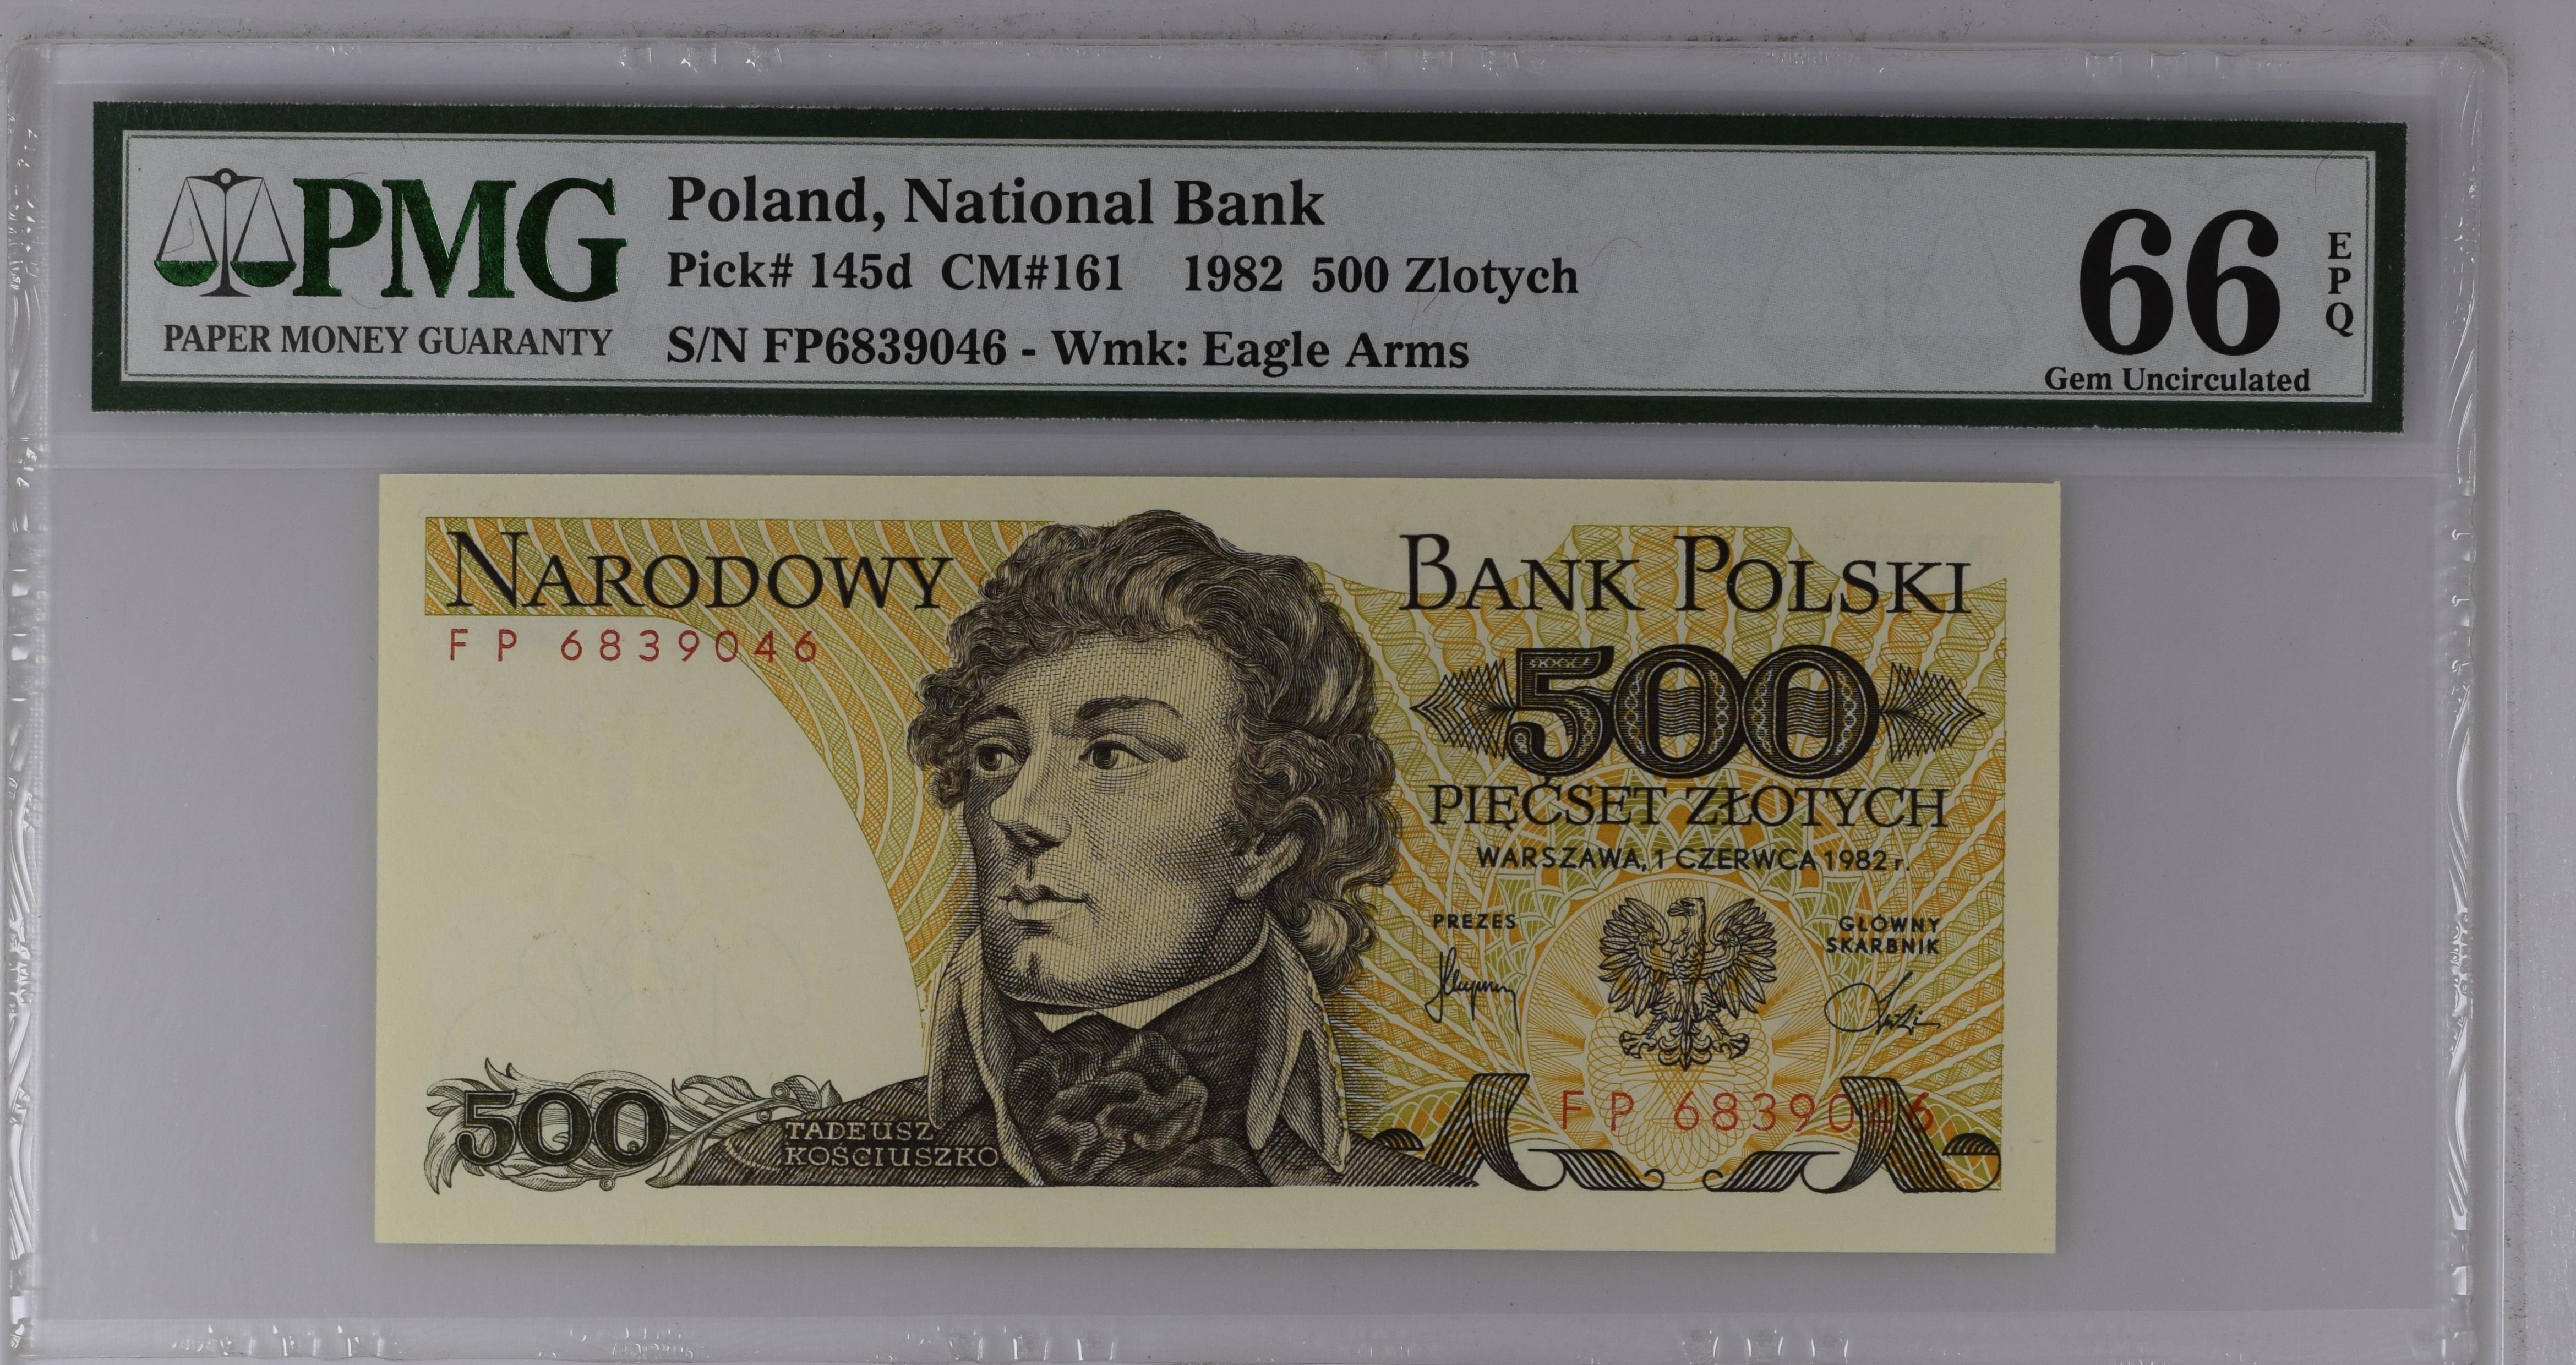 PMG
PAPER MONEY GUARANTY
Poland, National Bank
Pick# 145d CM#161 1982 500 Zlotych
S/N FP6839046 - Wmk: Eagle Arms
66
EPQ
Gem Uncirculated
NARODOWY BANK POLSKI
FP 6839046
500
PIĘĆSET ZŁOTYCH
WARSZAWA, 1 CZERWCA 1982 r.
PREZES
GŁÓWNY
SKARBNIK
FP 6839046
500
TADEUSZ
KOŚCIUSZKO